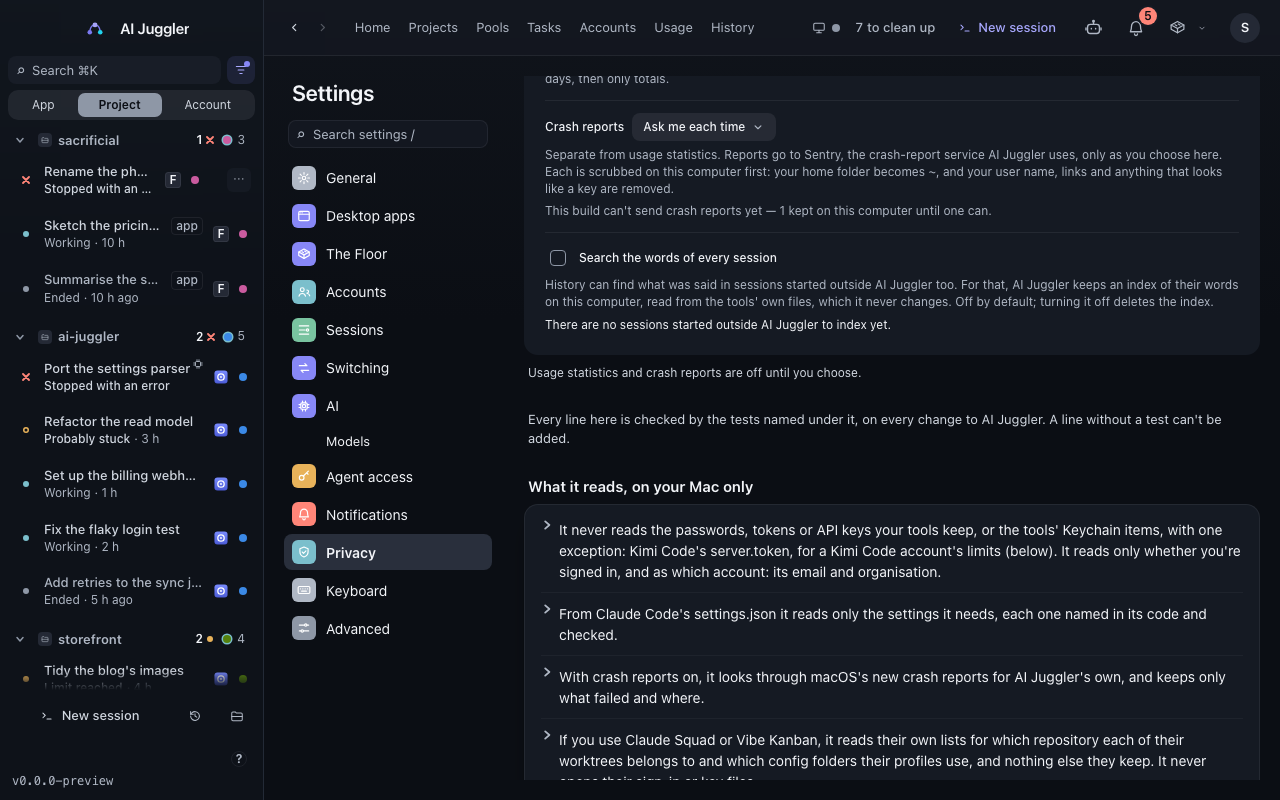 AI Juggler
Search ⌘K
App Project Account
sacrificial 1 3
Rename the ph... F
Stopped with an ...
Sketch the pricin... app F
Working · 10 h
Summarise the s... app F
Ended · 10 h ago
ai-juggler 2 5
Port the settings parser
Stopped with an error
Refactor the read model
Probably stuck · 3 h
Set up the billing webh...
Working · 1 h
Fix the flaky login test
Working · 2 h
Add retries to the sync j...
Ended · 5 h ago
storefront 2 4
Tidy the blog's images
Limit reached · 4 h
New session
?
v0.0.0-preview
Home Projects Pools Tasks Accounts Usage History
7 to clean up
New session
5
S
Settings
Search settings /
General
Desktop apps
The Floor
Accounts
Sessions
Switching
AI
Models
Agent access
Notifications
Privacy
Keyboard
Advanced
days, then only totals.
Crash reports Ask me each time
Separate from usage statistics. Reports go to Sentry, the crash-report service AI Juggler uses, only as you choose here.
Each is scrubbed on this computer first: your home folder becomes ~, and your user name, links and anything that looks
like a key are removed.
This build can't send crash reports yet — 1 kept on this computer until one can.
Search the words of every session
History can find what was said in sessions started outside AI Juggler too. For that, AI Juggler keeps an index of their words
on this computer, read from the tools' own files, which it never changes. Off by default; turning it off deletes the index.
There are no sessions started outside AI Juggler to index yet.
Usage statistics and crash reports are off until you choose.
Every line here is checked by the tests named under it, on every change to AI Juggler. A line without a test can't be
added.
What it reads, on your Mac only
It never reads the passwords, tokens or API keys your tools keep, or the tools' Keychain items, with one
exception: Kimi Code's server.token, for a Kimi Code account's limits (below). It reads only whether you're
signed in, and as which account: its email and organisation.
From Claude Code's settings.json it reads only the settings it needs, each one named in its code and
checked.
With crash reports on, it looks through macOS's new crash reports for AI Juggler's own, and keeps only
what failed and where.
If you use Claude Squad or Vibe Kanban, it reads their own lists for which repository each of their
worktrees belongs to and which config folders their profiles use, and nothing else they keep. It never
opens their sign-in or key files.